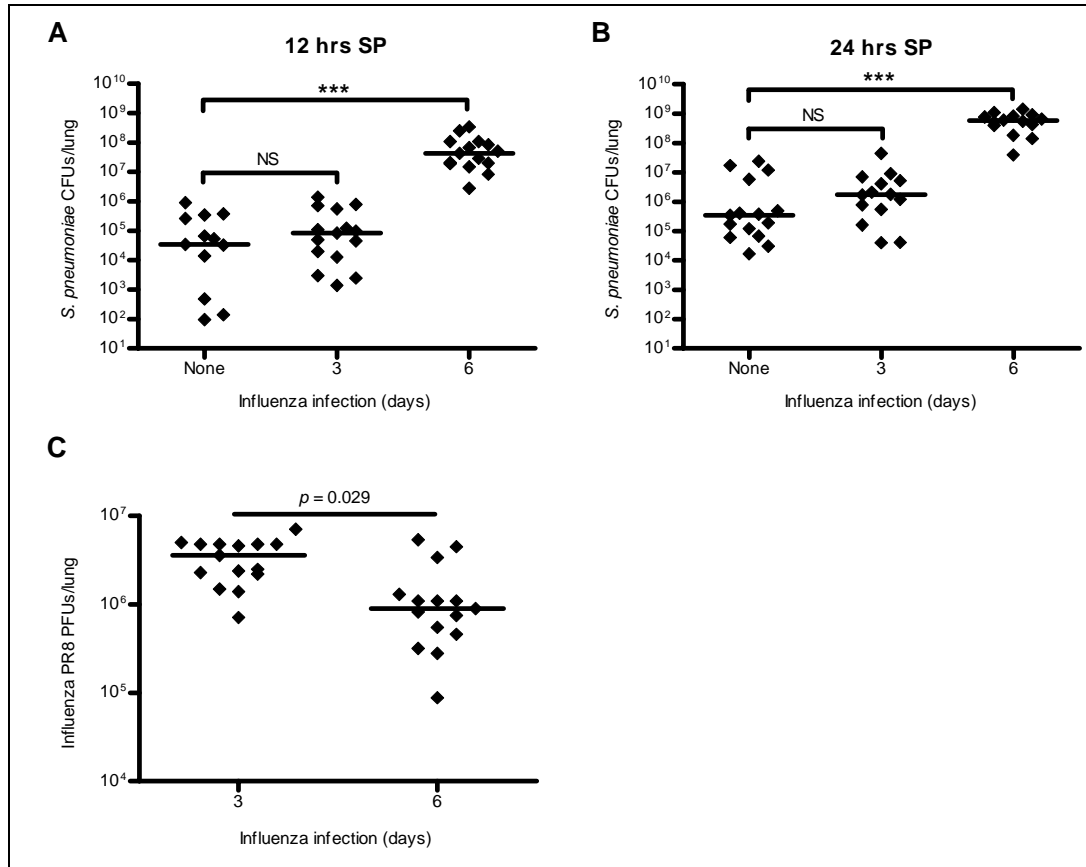 A
12 hrs SP
S. pneumoniae CFUs/lung
10¹⁰
10⁹
10⁸
10⁷
10⁶
10⁵
10⁴
10³
10²
10¹
***
NS
None 3 6
Influenza infection (days)
B
24 hrs SP
S. pneumoniae CFUs/lung
10¹⁰
10⁹
10⁸
10⁷
10⁶
10⁵
10⁴
10³
10²
10¹
***
NS
None 3 6
Influenza infection (days)
C
Influenza PR8 PFUs/lung
10⁷
10⁶
10⁵
10⁴
p = 0.029
3 6
Influenza infection (days)